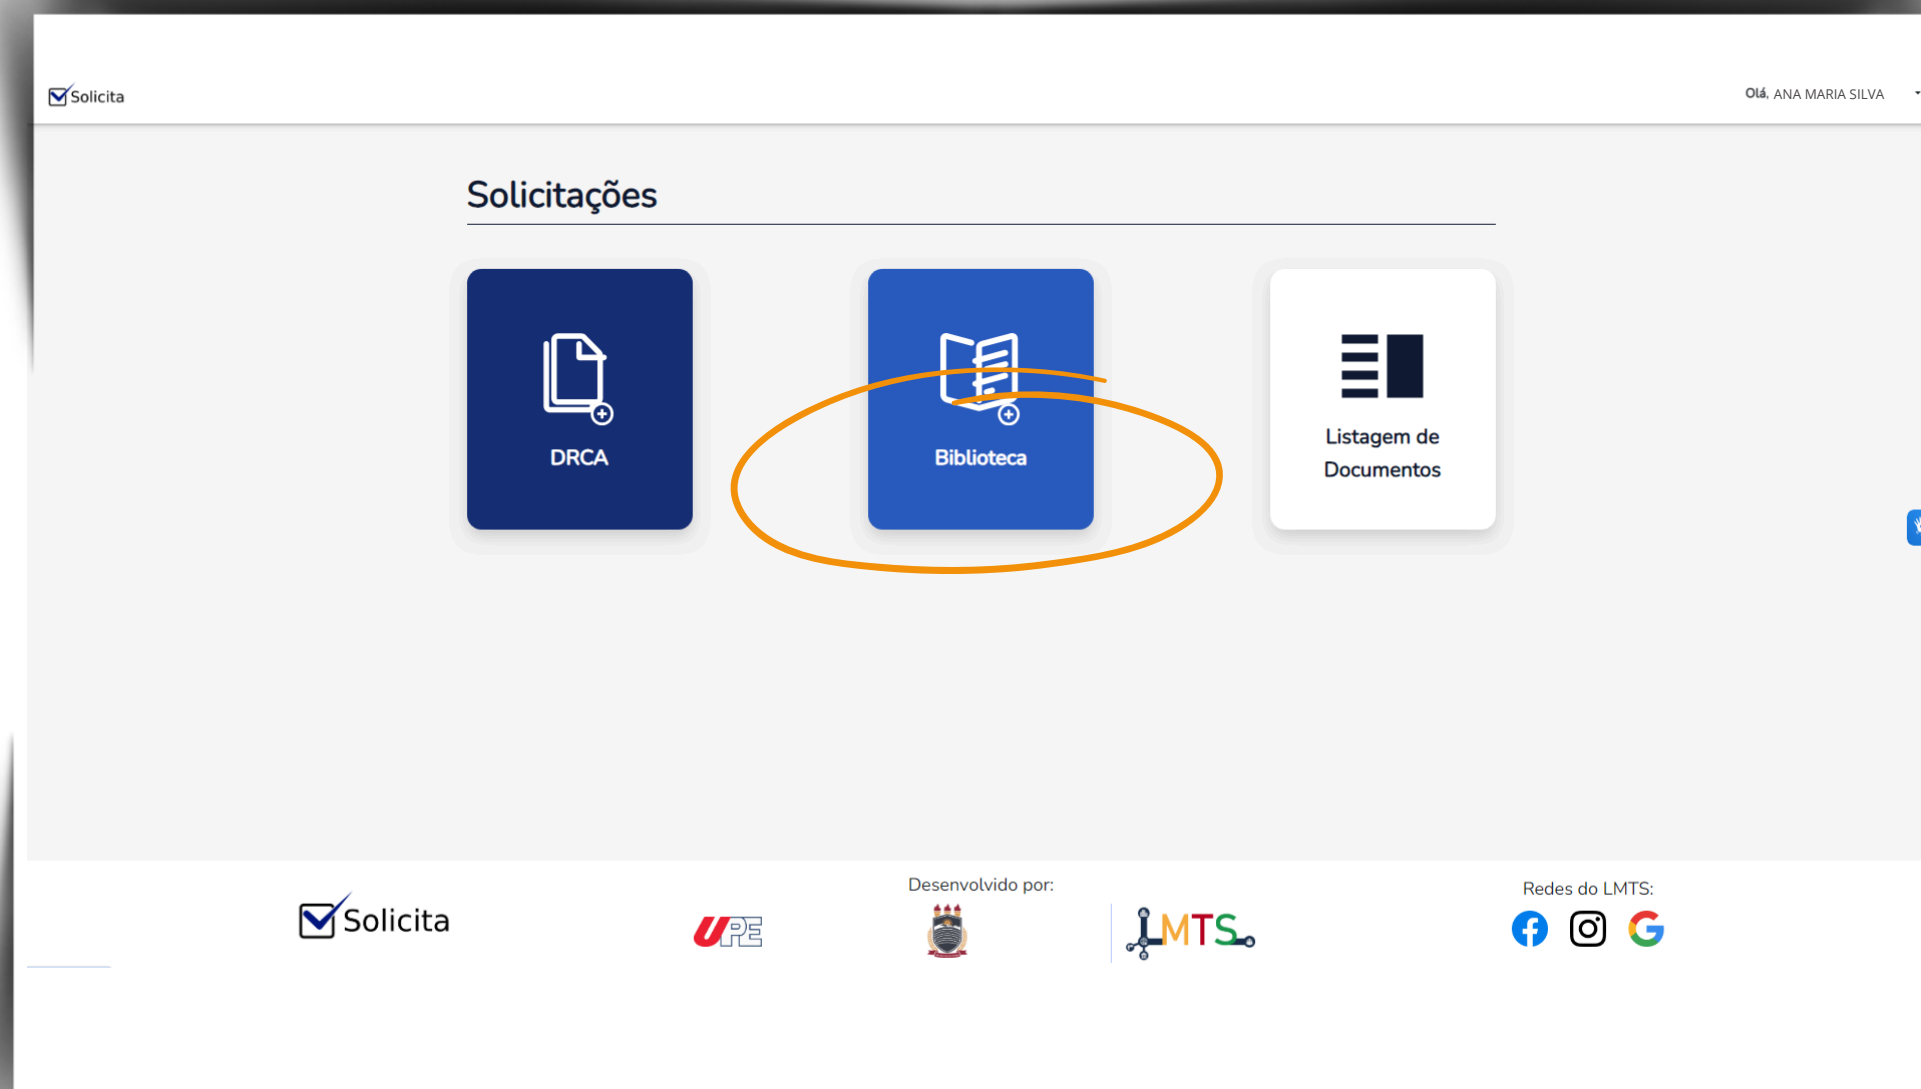 Solicita
Olá, ANA MARIA SILVA
Solicitações
DRCA
Biblioteca
Listagem de
Documentos
Desenvolvido por:
Redes do LMTS:
Solicita
UPE
LMTS